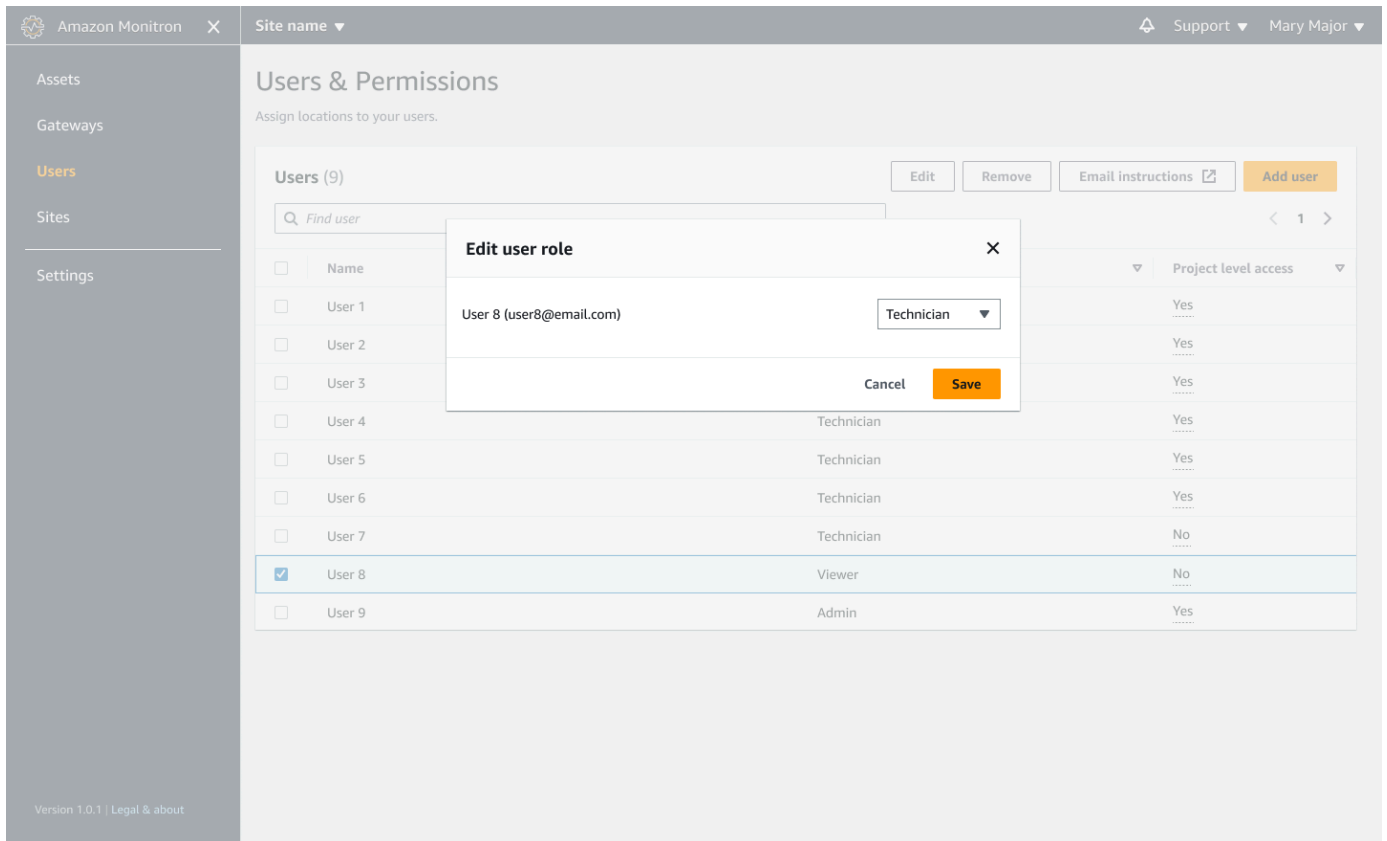 Amazon Monitron
Site name
Support
Mary Major
Assets
Gateways
Users
Sites
Settings
Version 1.0.1 | Legal & about
Users & Permissions
Assign locations to your users.
Users (9)
Edit
Remove
Email instructions
Add user
Find user
1
Name
Project level access
User 1
Yes
User 2
Yes
User 3
Yes
Edit user role
User 8 (user8@email.com)
Technician
Cancel
Save
User 4 Technician Yes
User 5 Technician Yes
User 6 Technician Yes
User 7 Technician No
User 8 Viewer No
User 9 Admin Yes